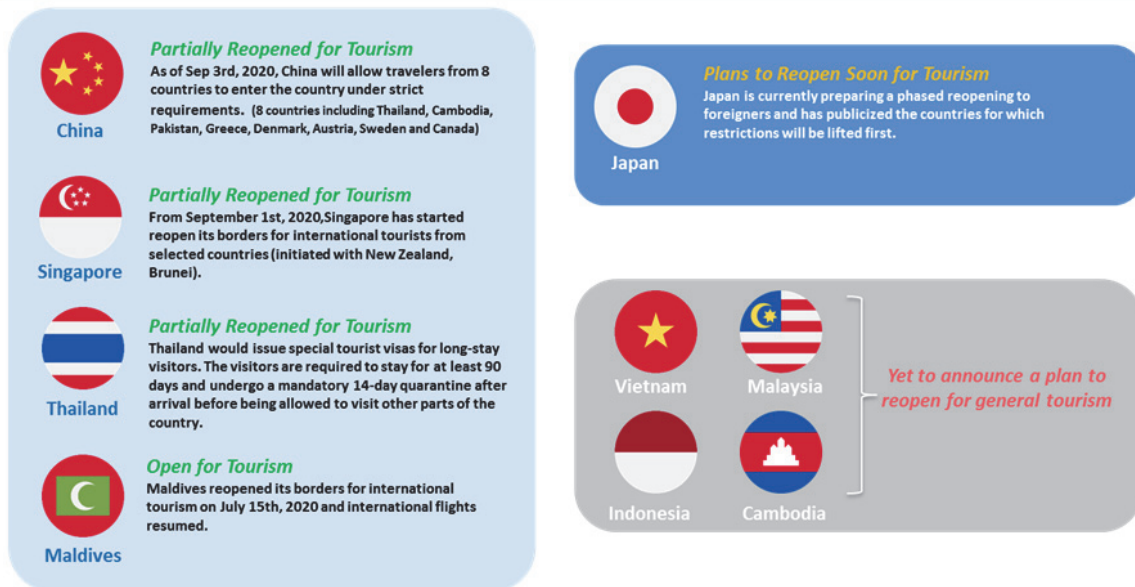 Partially Reopened for Tourism
As of Sep 3rd, 2020, China will allow travelers from 8
countries to enter the country under strict
requirements.  (8 countries including Thailand, Cambodia,
Pakistan, Greece, Denmark, Austria, Sweden and Canada)
China
Partially Reopened for Tourism
From September 1st, 2020,Singapore has started
reopen its borders for international tourists from
selected countries (initiated with New Zealand,
Brunei).
Singapore
Partially Reopened for Tourism
Thailand would issue special tourist visas for long-stay
visitors. The visitors are required to stay for at least 90
days and undergo a mandatory 14-day quarantine after
arrival before being allowed to visit other parts of the
country.
Thailand
Open for Tourism
Maldives reopened its borders for international
tourism on July 15th, 2020 and international flights
resumed.
Maldives
Plans to Reopen Soon for Tourism
Japan is currently preparing a phased reopening to
foreigners and has publicized the countries for which
restrictions will be lifted first.
Japan
Vietnam
Malaysia
Indonesia
Cambodia
Yet to announce a plan to
reopen for general tourism